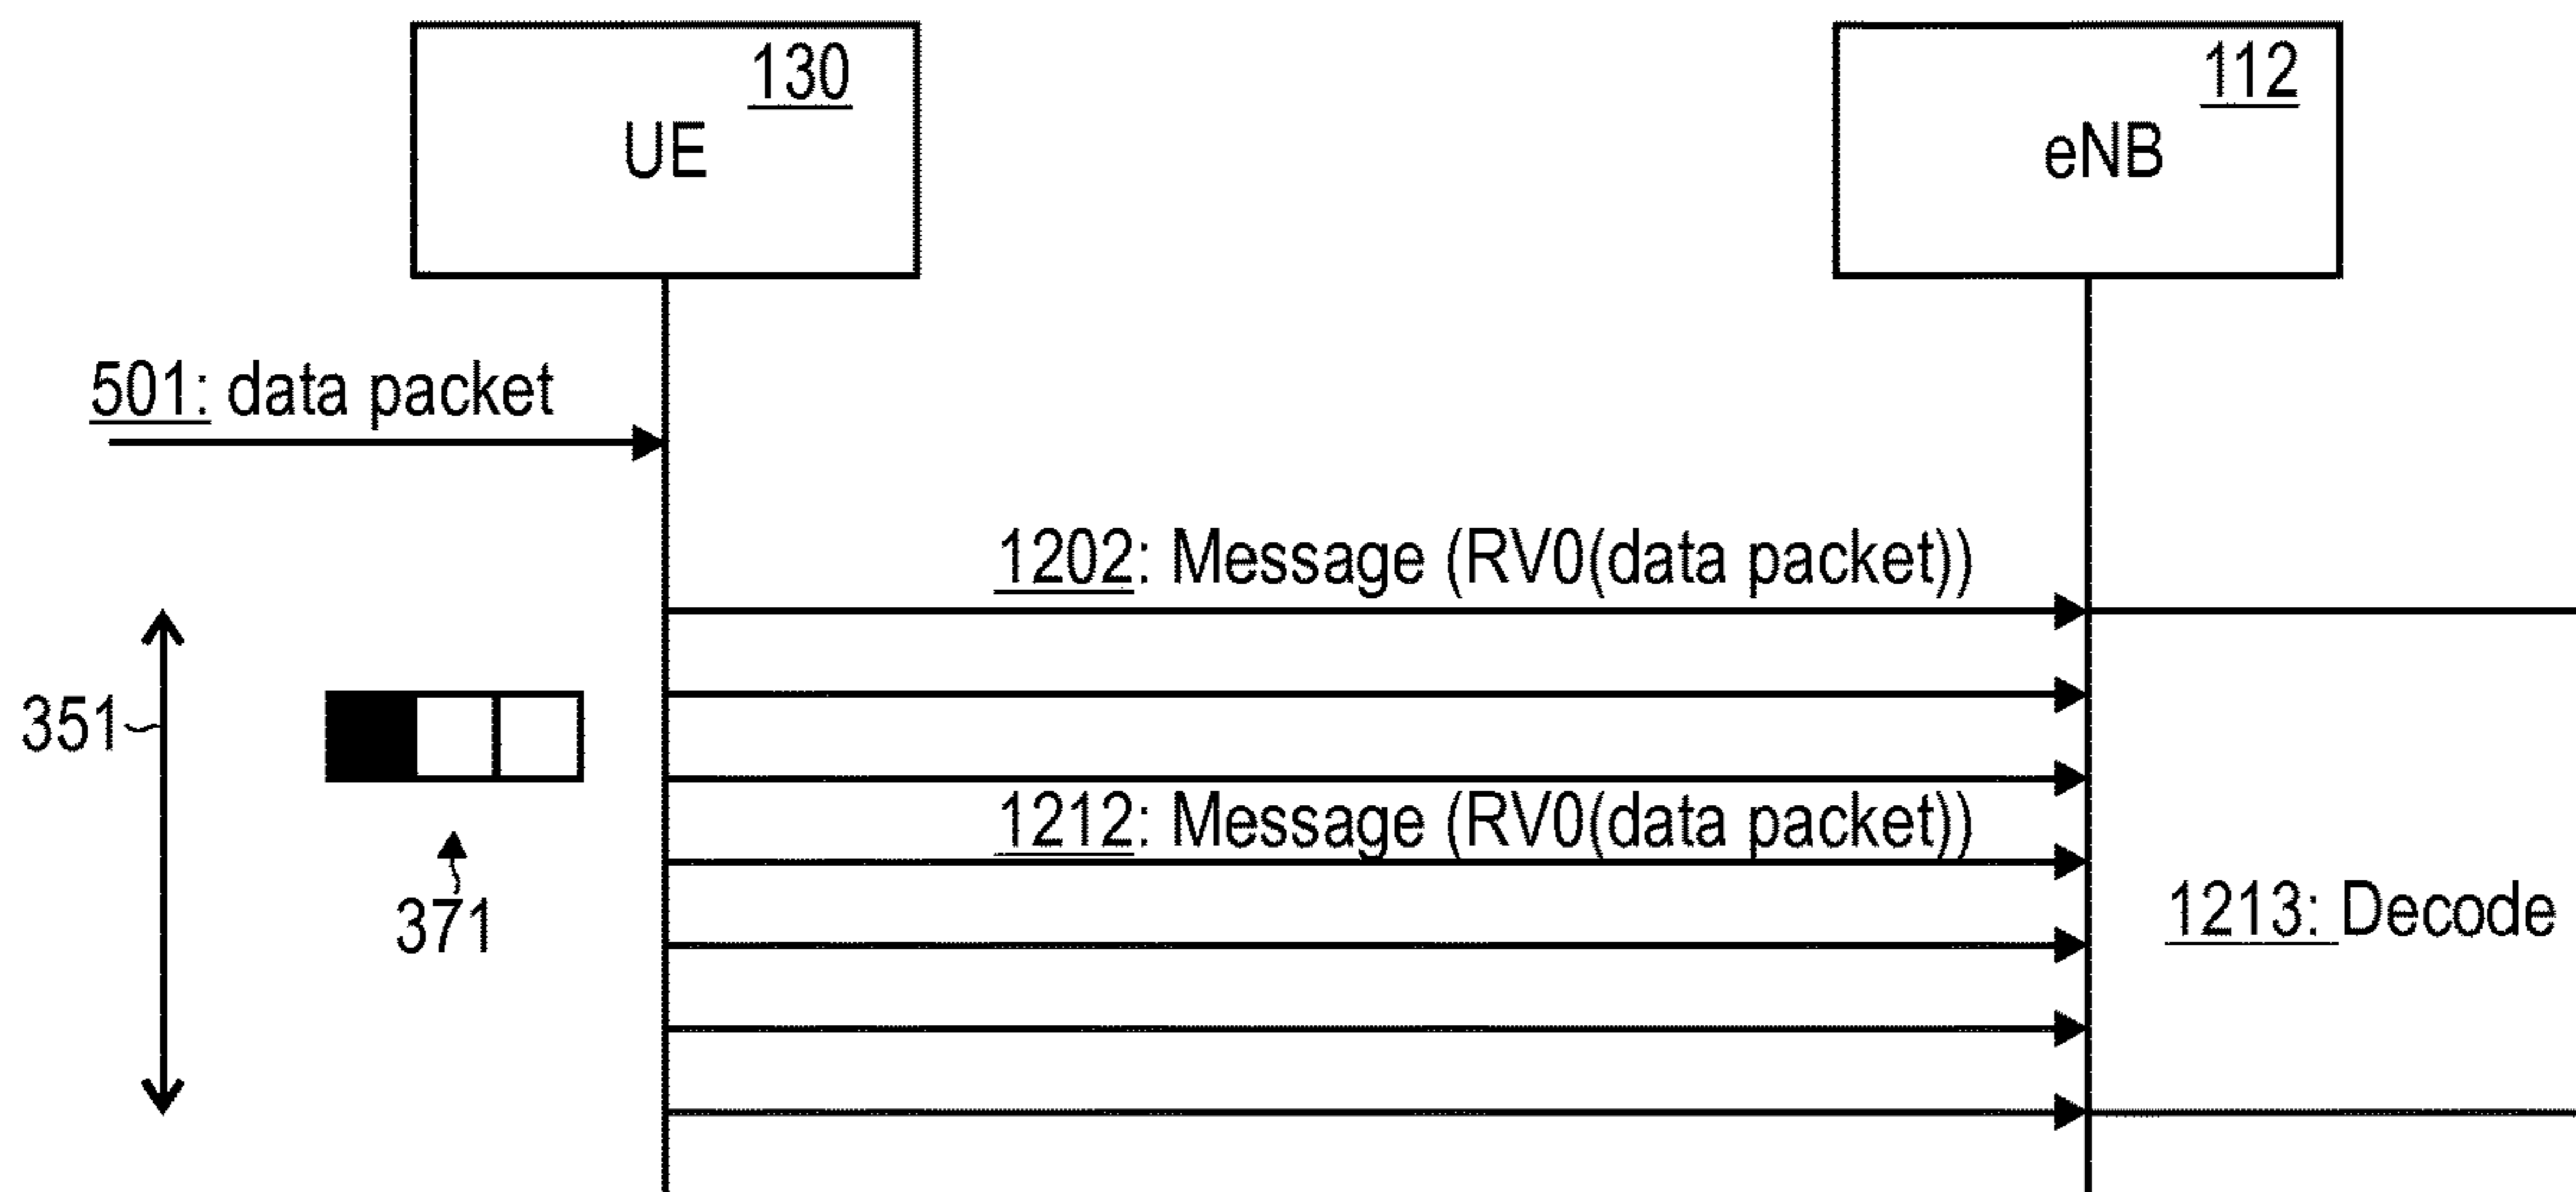 130
UE
112
eNB
501: data packet
1202: Message (RV0(data packet))
351
371
1212: Message (RV0(data packet))
1213: Decode